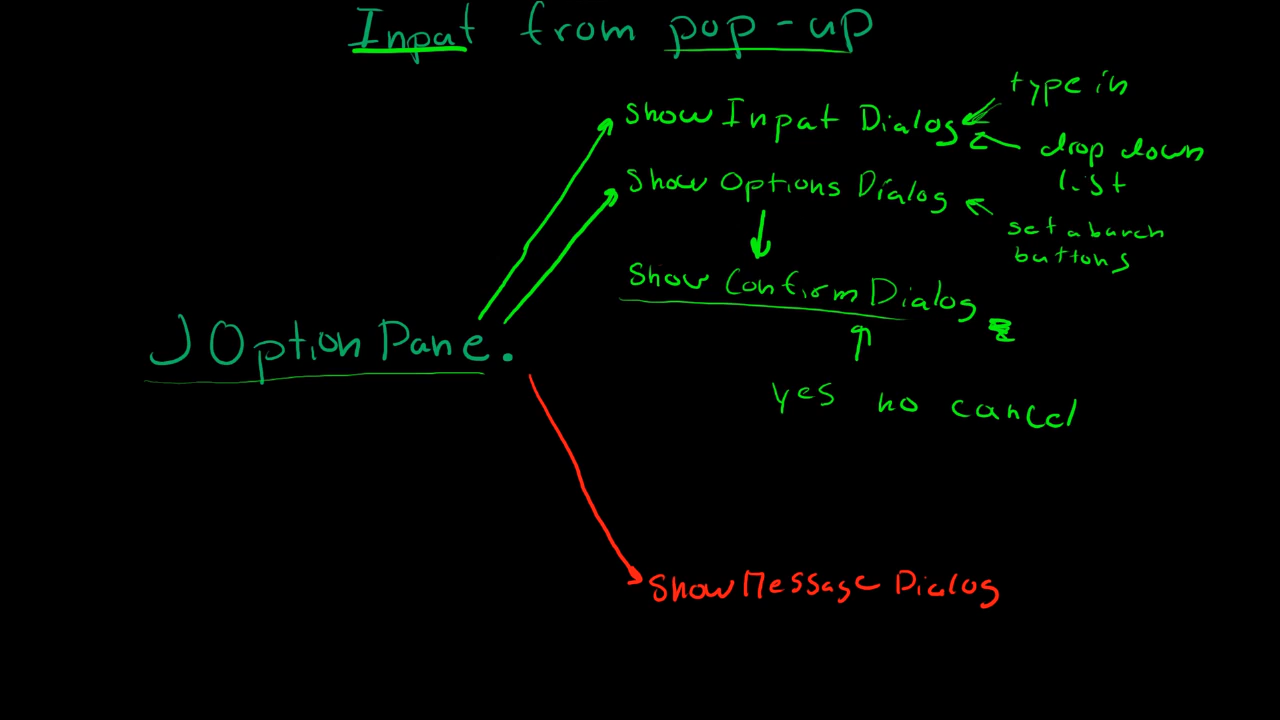 Input from pop-up
type in
Show Input Dialog
drop down
list
Show Options Dialog
set a bunch
buttons
Show Confirm Dialog
JOptionPane.
yes no cancel
Show Message Dialog